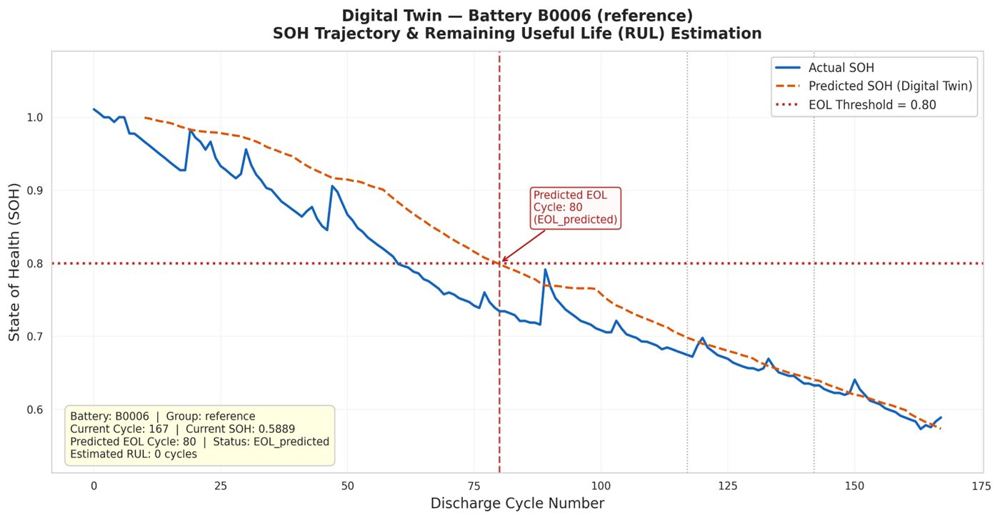 Digital Twin — Battery B0006 (reference)
SOH Trajectory & Remaining Useful Life (RUL) Estimation
Actual SOH
Predicted SOH (Digital Twin)
EOL Threshold = 0.80
State of Health (SOH)
1.0
0.9
0.8
0.7
0.6
Predicted EOL
Cycle: 80
(EOL_predicted)
Battery: B0006 | Group: reference
Current Cycle: 167 | Current SOH: 0.5889
Predicted EOL Cycle: 80 | Status: EOL_predicted
Estimated RUL: 0 cycles
0 25 50 75 100 125 150 175
Discharge Cycle Number